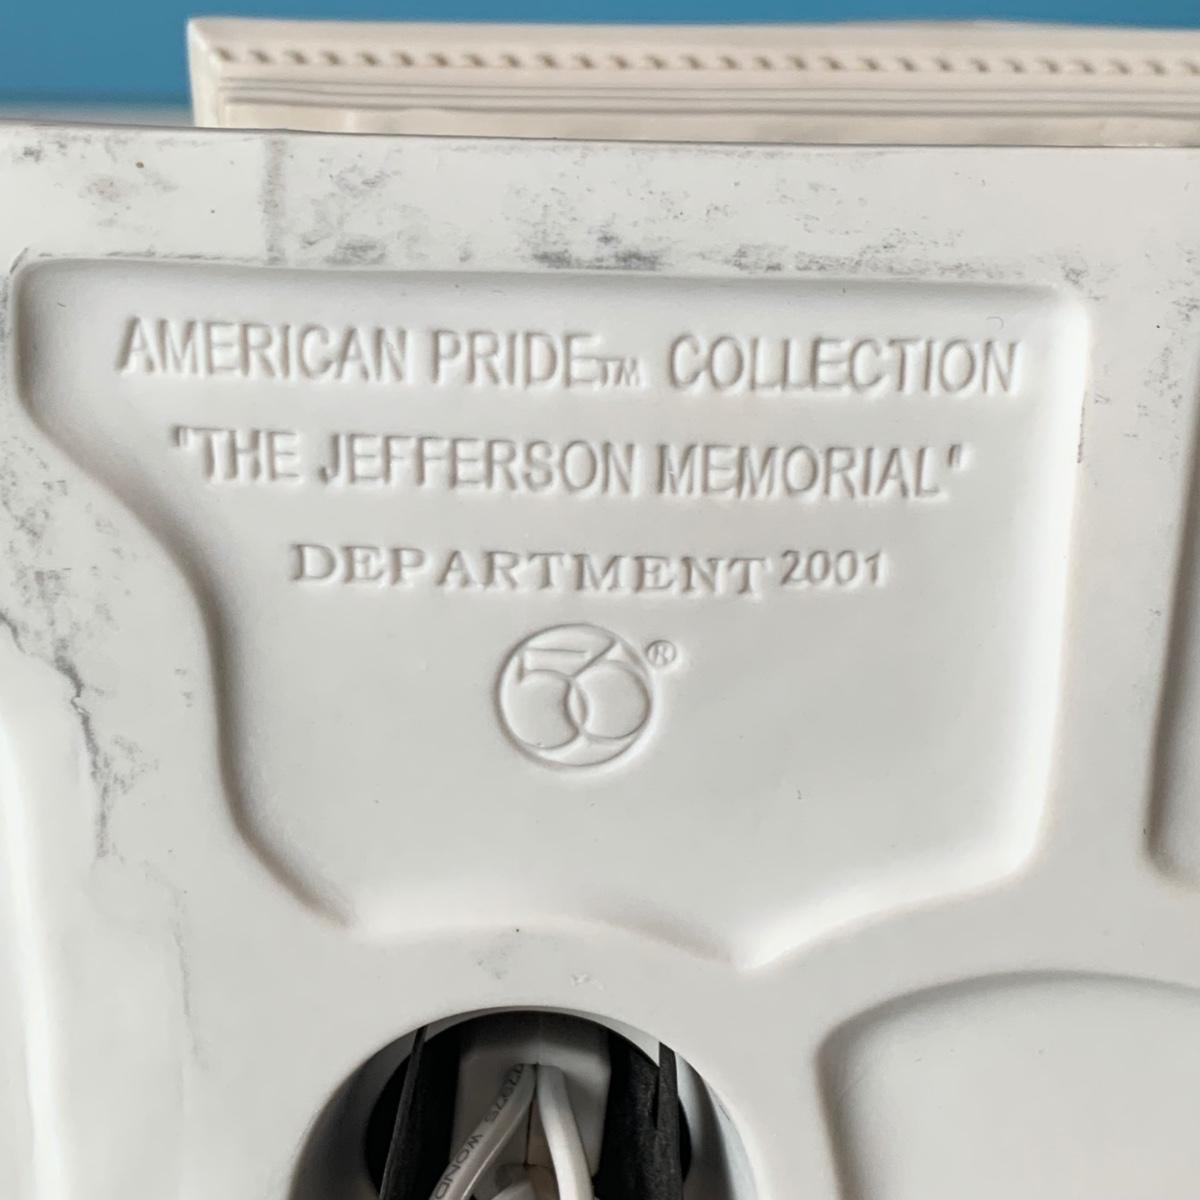 AMERICAN PRIDE™ COLLECTION
"THE JEFFERSON MEMORIAL"
DEPARTMENT 2001
56®